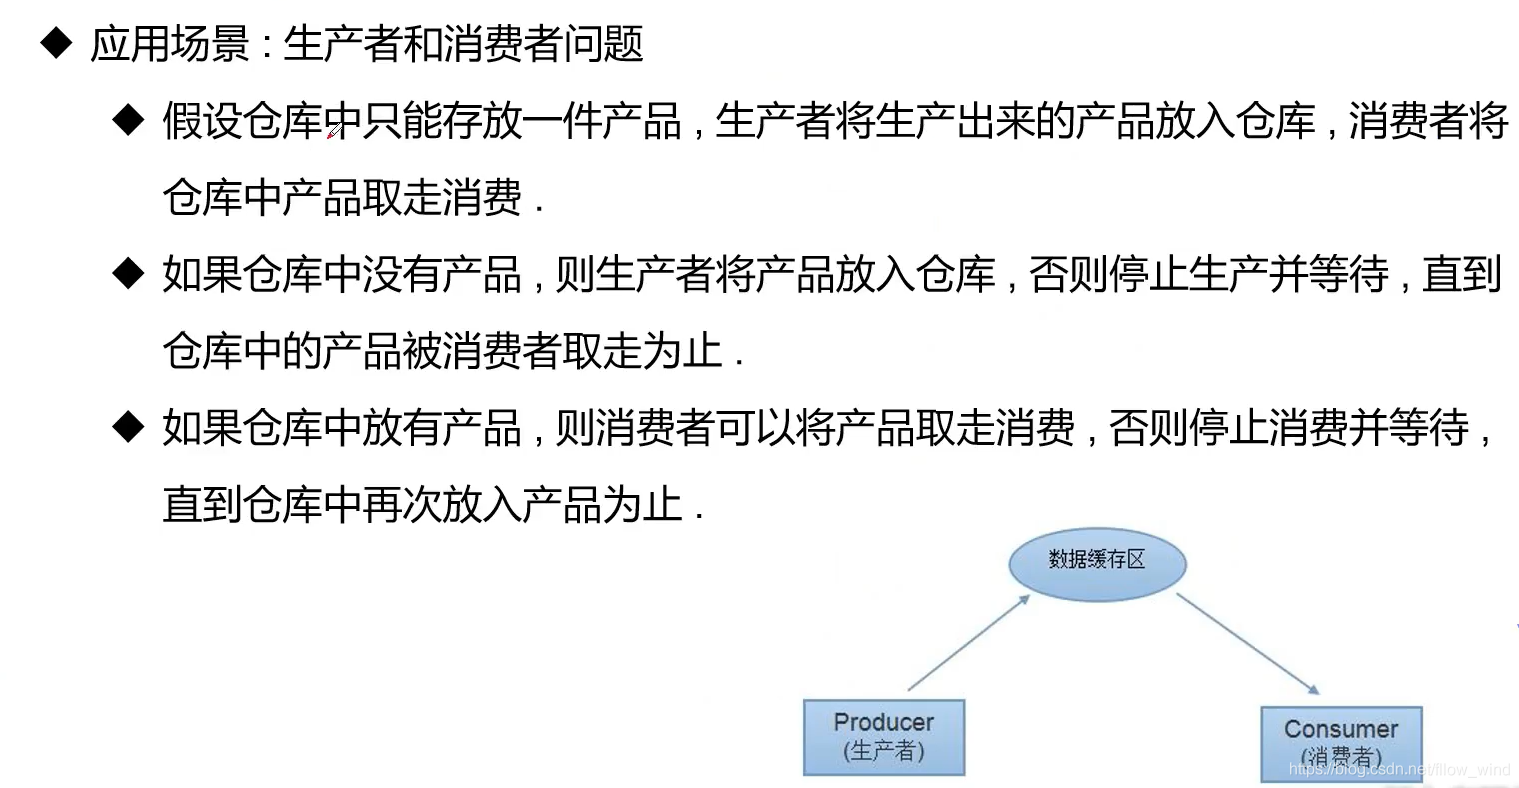 ◆ 应用场景 : 生产者和消费者问题
◆ 假设仓库中只能存放一件产品 , 生产者将生产出来的产品放入仓库 , 消费者将
仓库中产品取走消费 .
◆ 如果仓库中没有产品 , 则生产者将产品放入仓库 , 否则停止生产并等待 , 直到
仓库中的产品被消费者取走为止 .
◆ 如果仓库中放有产品 , 则消费者可以将产品取走消费 , 否则停止消费并等待 ,
直到仓库中再次放入产品为止 .
数据缓存区
Producer
(生产者)
Consumer
(消费者)
https://blog.csdn.net/illow_wind